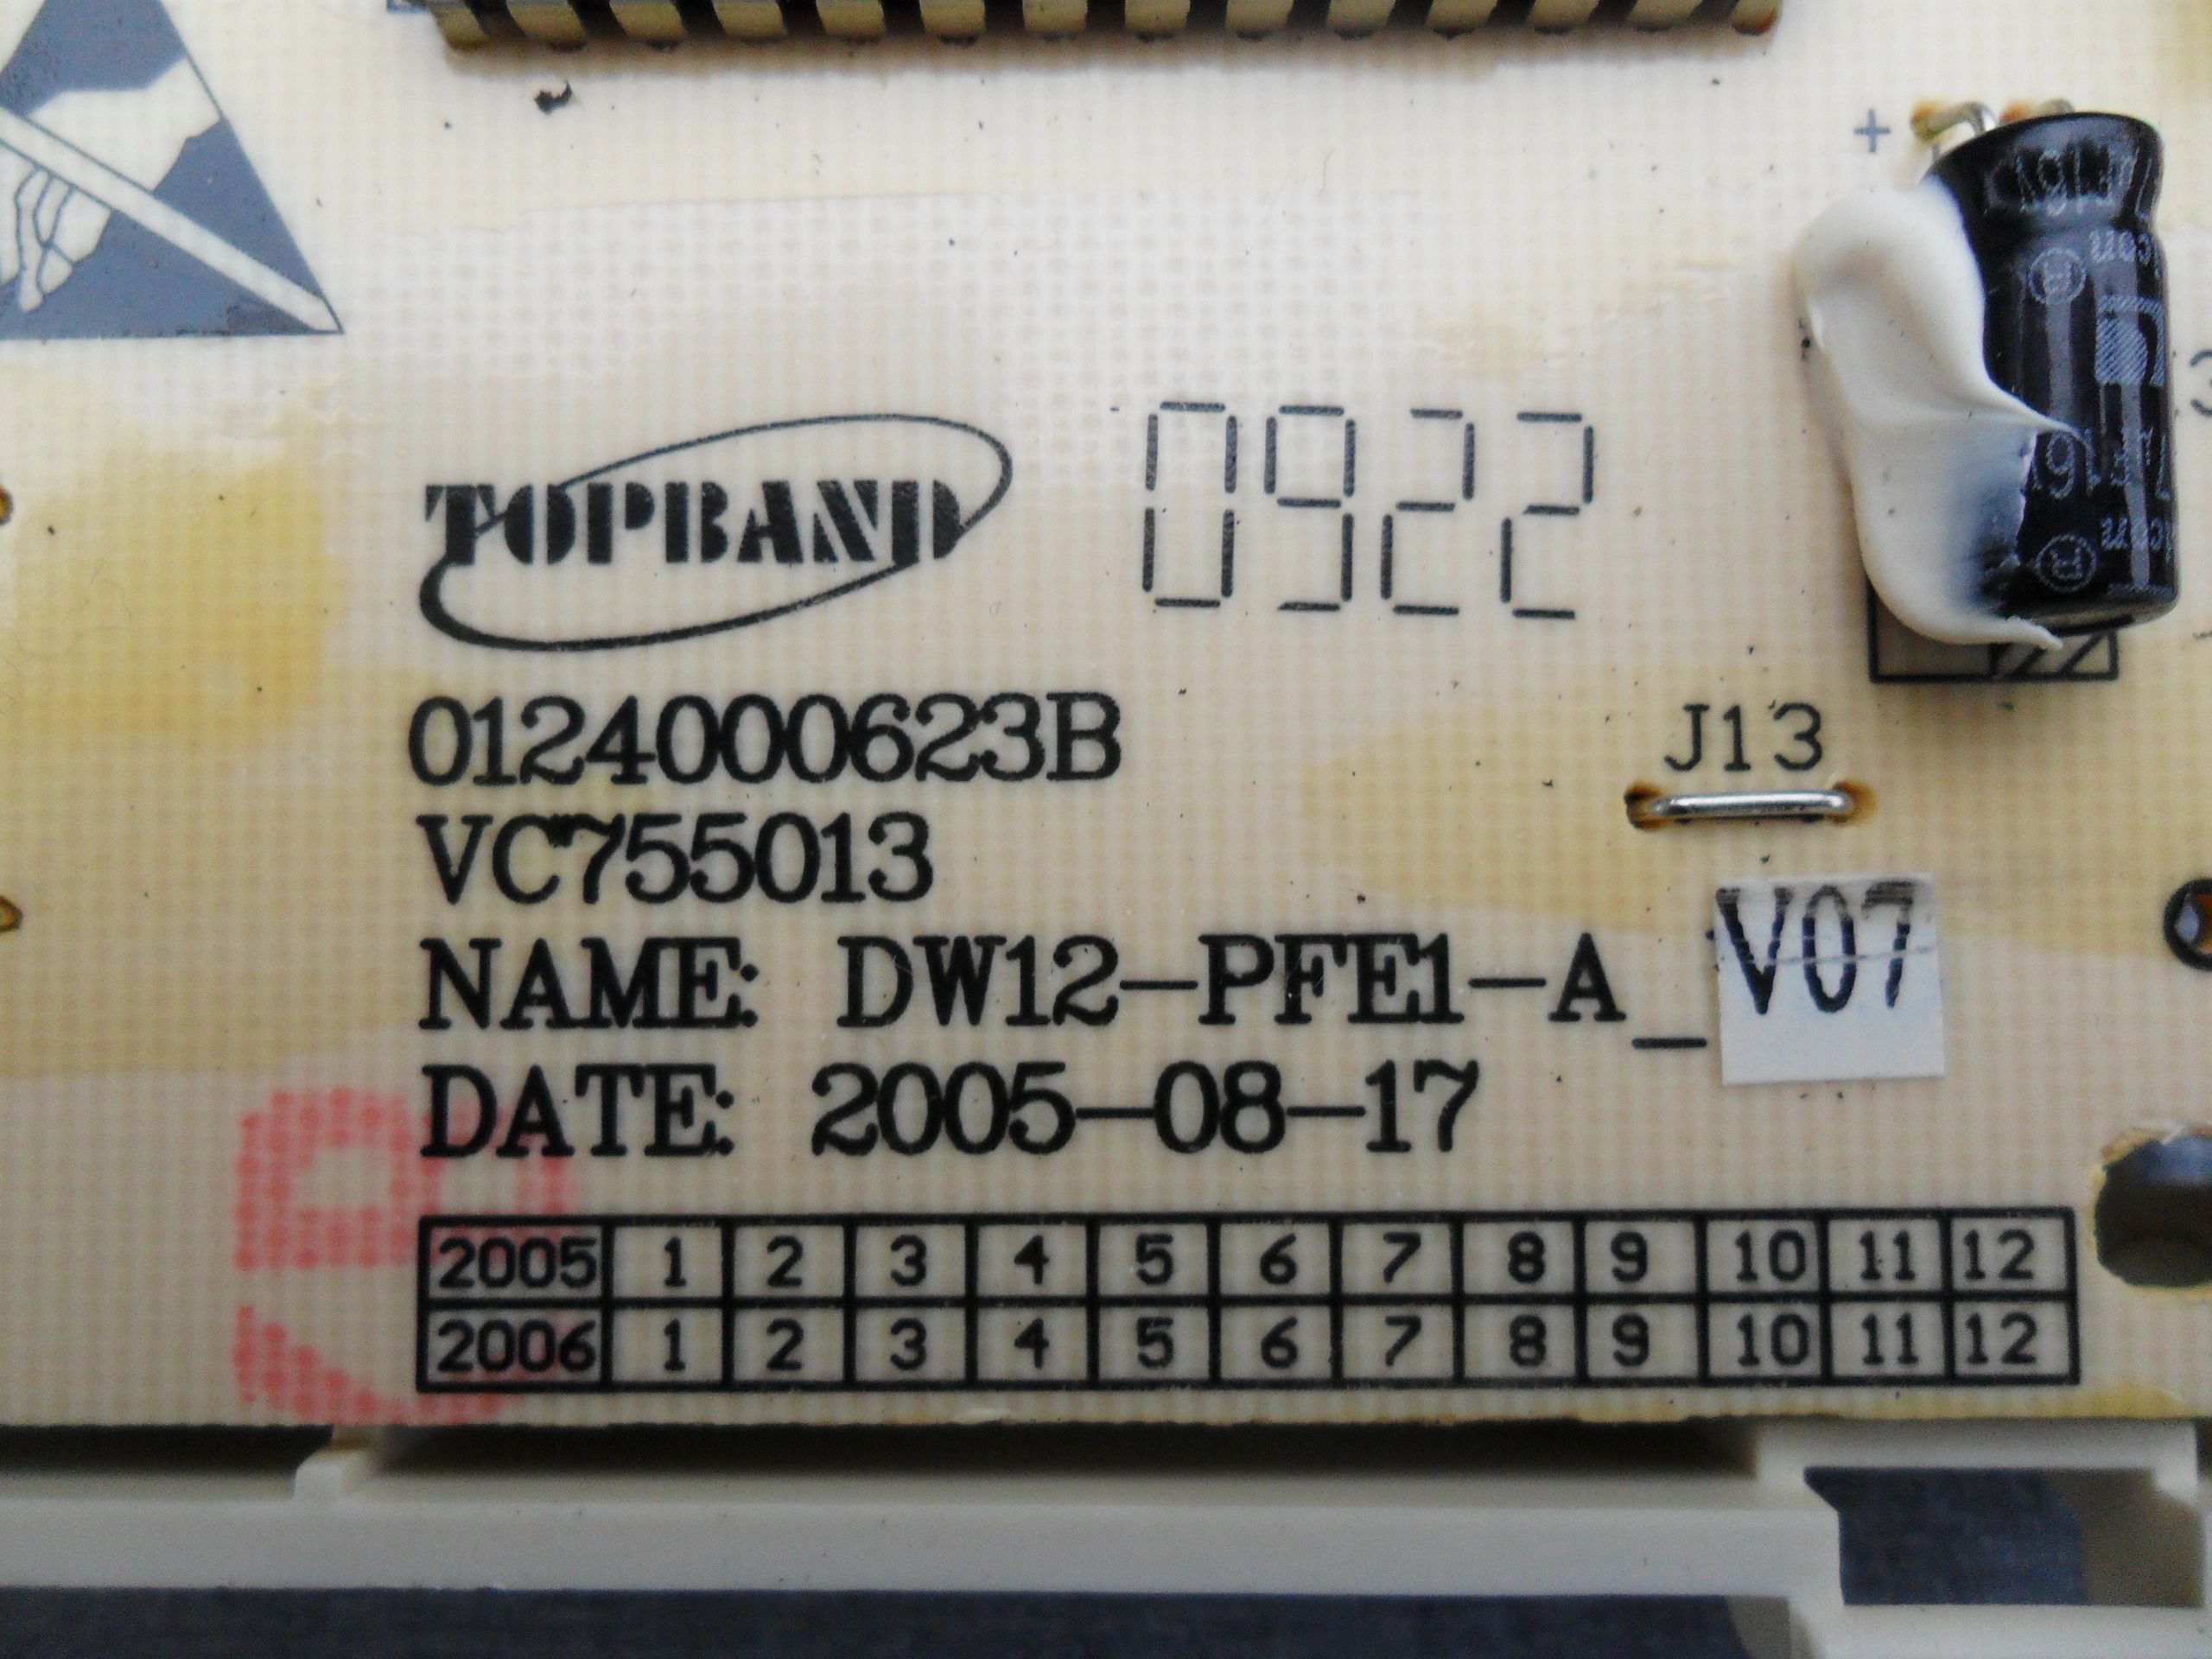 TOPBAND
0922
0124000623B
VC755013
J13
NAME: DW12-PFE1-A_V07
DATE: 2005-08-17
2005 1 2 3 4 5 6 7 8 9 10 11 12
2006 1 2 3 4 5 6 7 8 9 10 11 12
+
16V